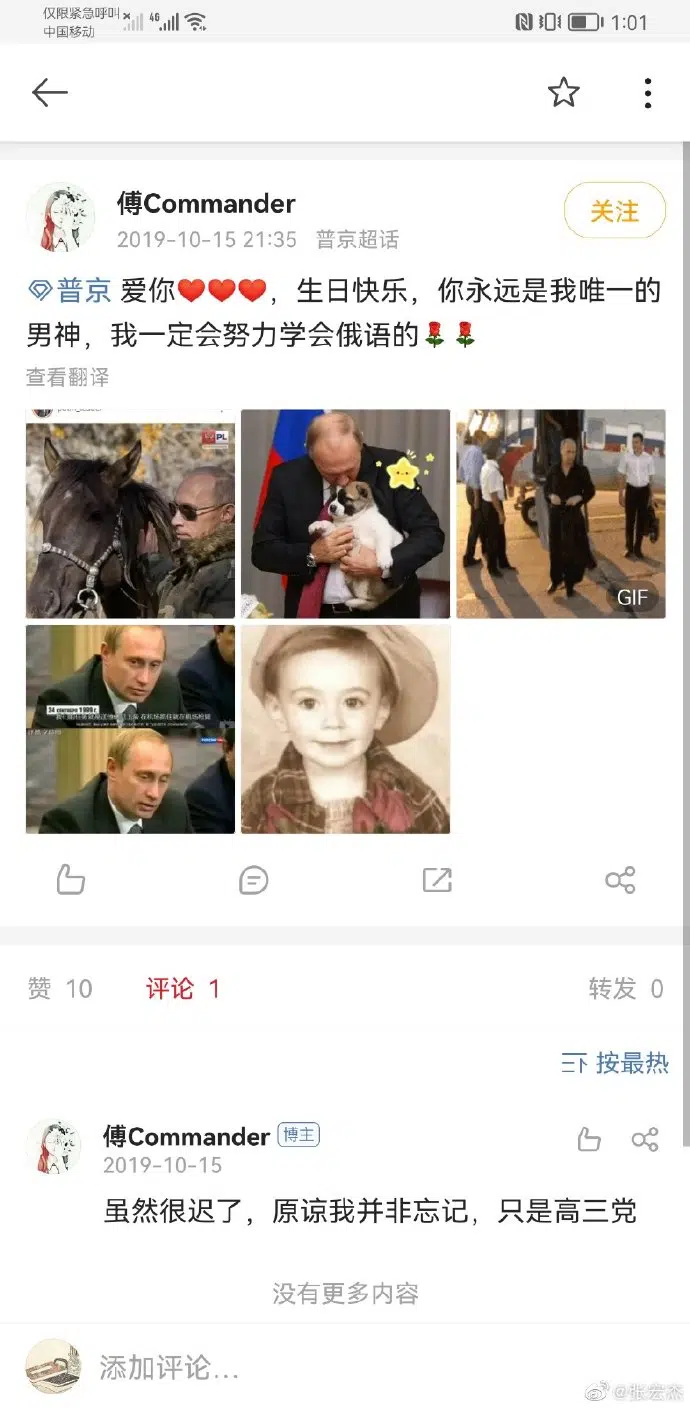 仅限紧急呼叫
中国移动
4G
1:01
傅Commander
关注
2019-10-15 21:35 普京超话
普京 爱你❤️❤️❤️，生日快乐，你永远是我唯一的
男神，我一定会努力学会俄语的🌹🌹
查看翻译
PL
GIF
24 сентября 1999 г.
赞 10
评论 1
转发 0
按最热
傅Commander 博主
2019-10-15
虽然很迟了，原谅我并非忘记，只是高三党
没有更多内容
添加评论...
@张宏杰